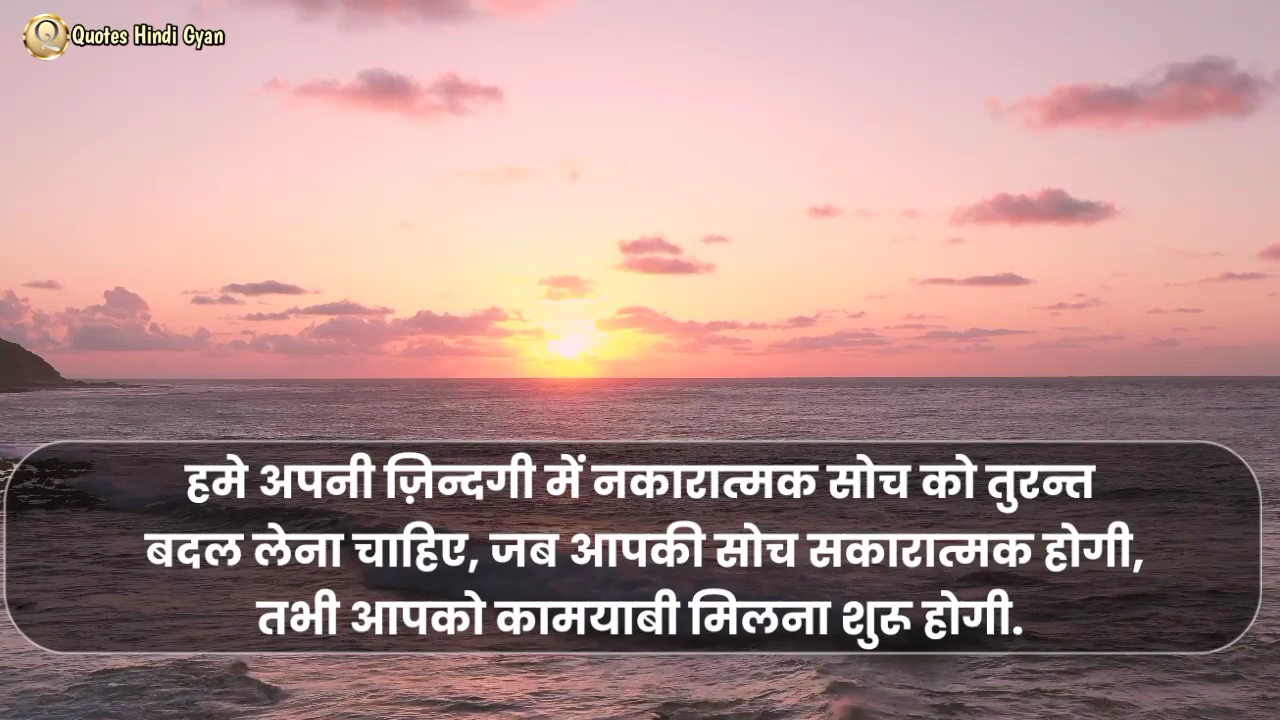 Quotes Hindi Gyan
हमे अपनी ज़िन्दगी में नकारात्मक सोच को तुरन्त
बदल लेना चाहिए, जब आपकी सोच सकारात्मक होगी,
तभी आपको कामयाबी मिलना शुरू होगी.